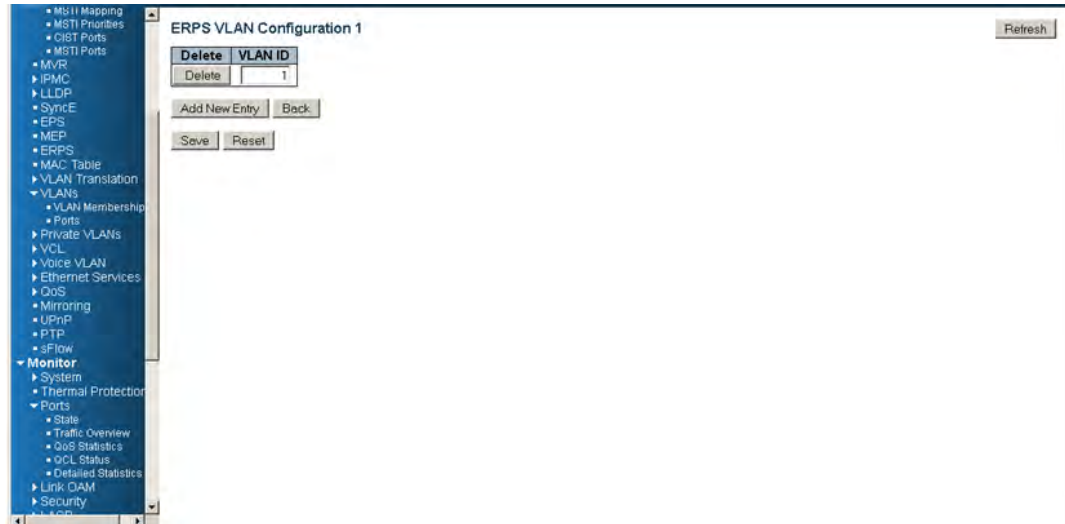 MSTI Mapping
MSTI Priorities
CIST Ports
MSTI Ports
MVR
IPMC
LLDP
SyncE
EPS
MEP
ERPS
MAC Table
VLAN Translation
VLANs
VLAN Membership
Ports
Private VLANs
VCL
Voice VLAN
Ethernet Services
QoS
Mirroring
UPnP
PTP
sFlow
Monitor
System
Thermal Protection
Ports
State
Traffic Overview
QoS Statistics
QCL Status
Detailed Statistics
Link OAM
Security
LACP
ERPS VLAN Configuration 1
Refresh
Delete VLAN ID
Delete 1
Add New Entry Back
Save Reset